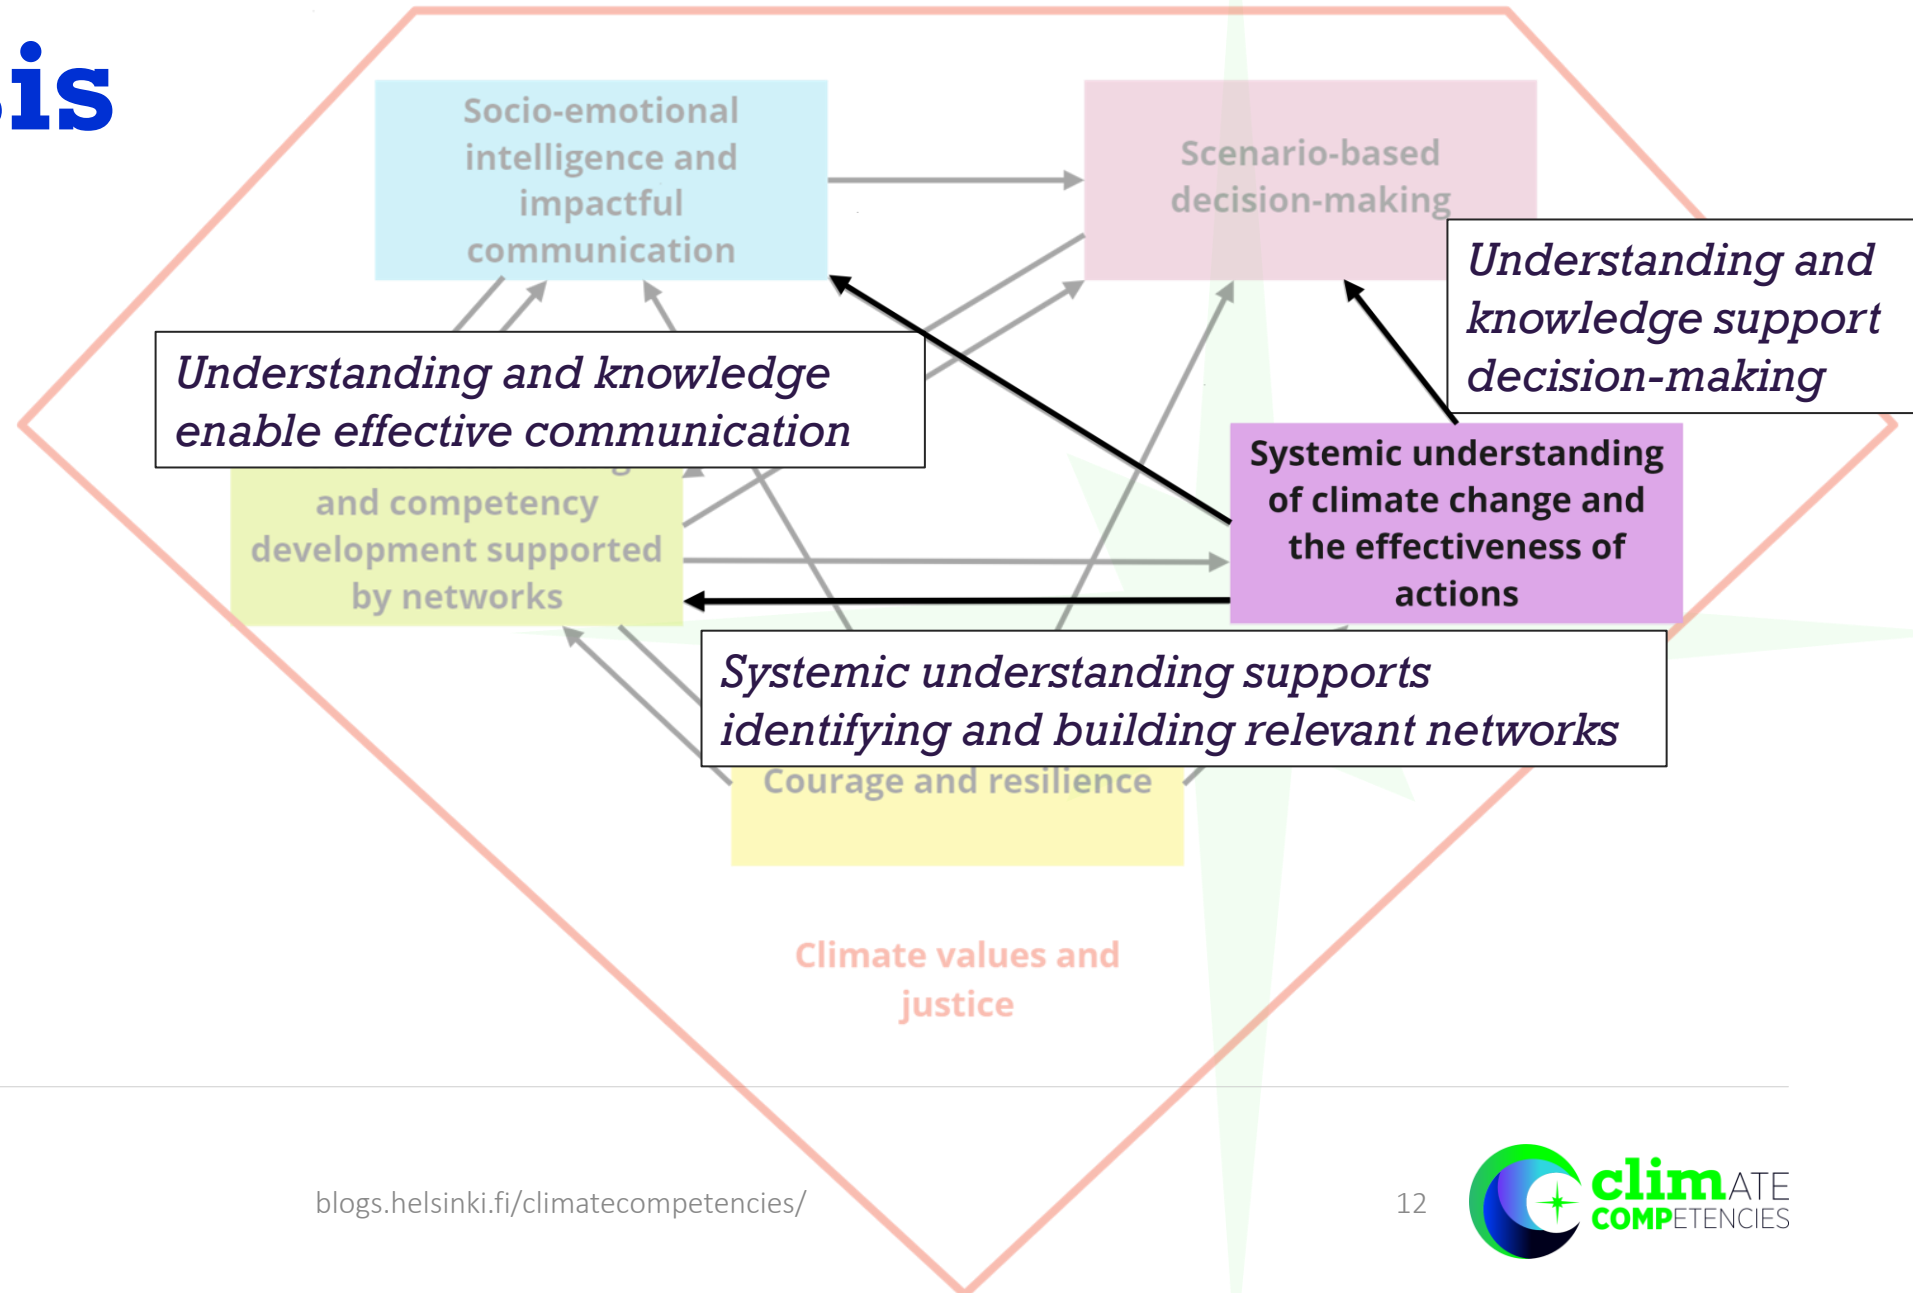 sis
Socio-emotional
intelligence and
impactful
communication
Scenario-based
decision-making
Understanding and
knowledge support
decision-making
Understanding and knowledge
enable effective communication
and competency
development supported
by networks
Systemic understanding
of climate change and
the effectiveness of
actions
Systemic understanding supports
identifying and building relevant networks
Courage and resilience
Climate values and
justice
blogs.helsinki.fi/climatecompetencies/
12
climATE
COMPETENCIES